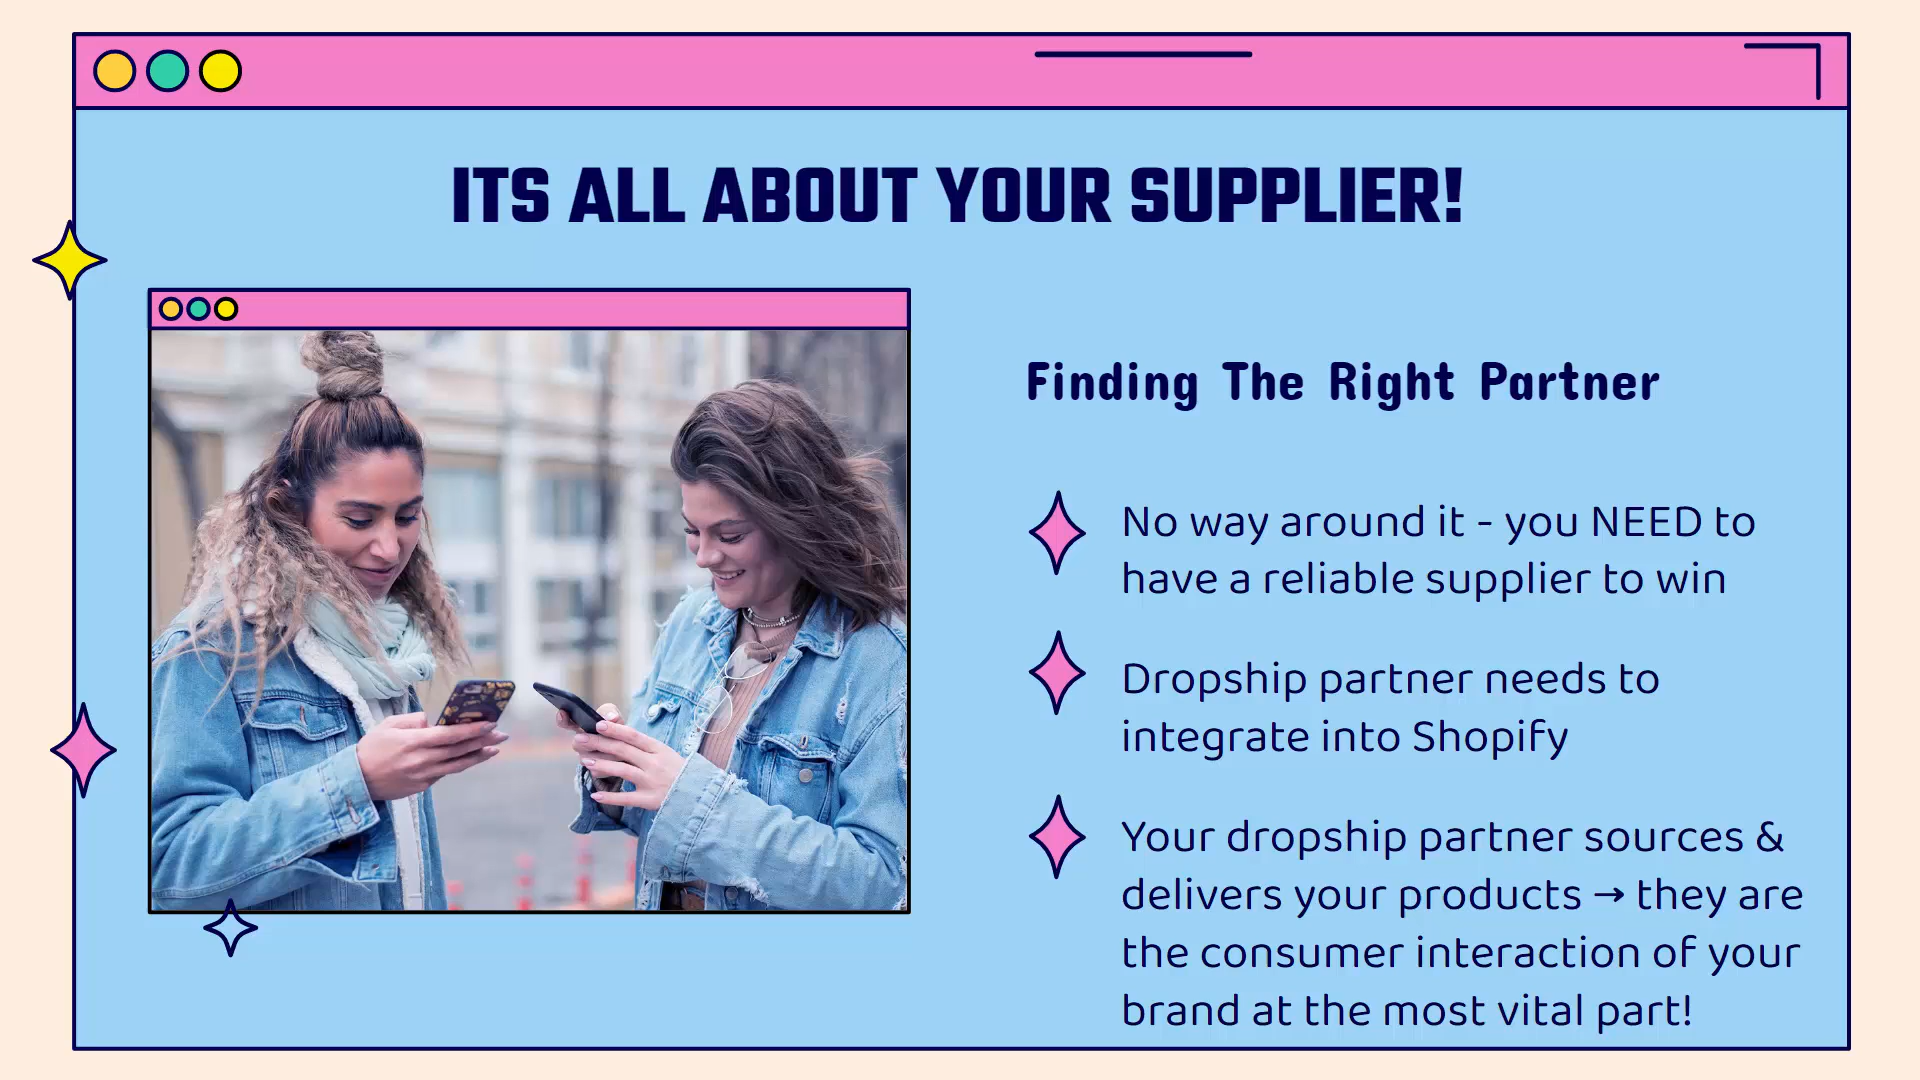 ITS ALL ABOUT YOUR SUPPLIER!
Finding The Right Partner
No way around it - you NEED to
have a reliable supplier to win
Dropship partner needs to
integrate into Shopify
Your dropship partner sources &
delivers your products → they are
the consumer interaction of your
brand at the most vital part!